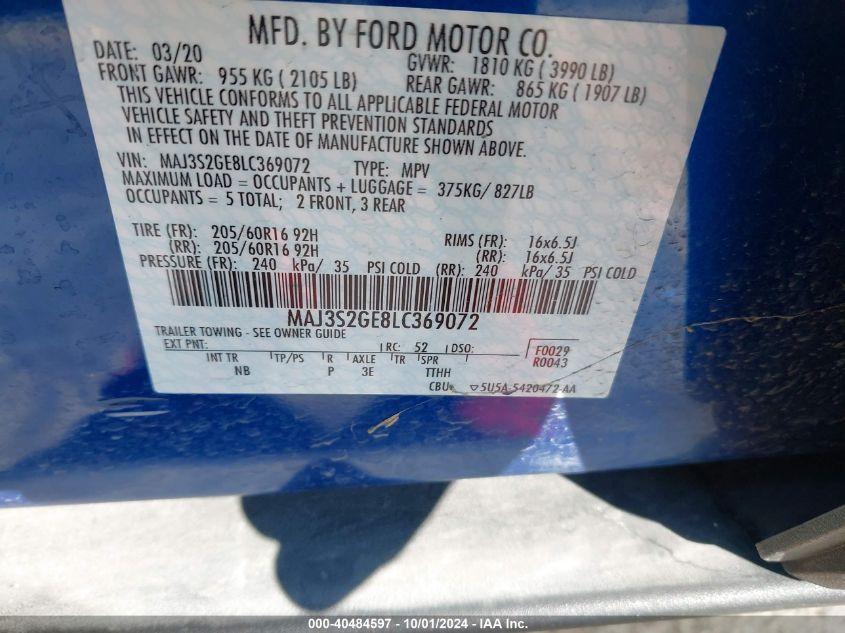 MFD. BY FORD MOTOR CO.
DATE: 03/20 GVWR: 1810 KG ( 3990 LB)
FRONT GAWR: 955 KG ( 2105 LB) REAR GAWR: 865 KG ( 1907 LB)
THIS VEHICLE CONFORMS TO ALL APPLICABLE FEDERAL MOTOR
VEHICLE SAFETY AND THEFT PREVENTION STANDARDS
IN EFFECT ON THE DATE OF MANUFACTURE SHOWN ABOVE.
VIN: MAJ3S2GE8LC369072 TYPE: MPV
MAXIMUM LOAD = OCCUPANTS + LUGGAGE = 375KG/ 827LB
OCCUPANTS = 5 TOTAL; 2 FRONT, 3 REAR
TIRE (FR): 205/60R16 92H RIMS (FR): 16x6.5J
(RR): 205/60R16 92H (RR): 16x6.5J
PRESSURE (FR): 240 kPa/ 35 PSI COLD (RR): 240 kPa/ 35 PSI COLD
MAJ3S2GE8LC369072
TRAILER TOWING - SEE OWNER GUIDE
EXT PNT: RC: 52 DSO: F0029
INT TR TP/PS R AXLE TR SPR R0043
NB P 3E TTHH
CBU 5U5A-5420472-AA
000-40484597 - 10/01/2024 - IAA Inc.